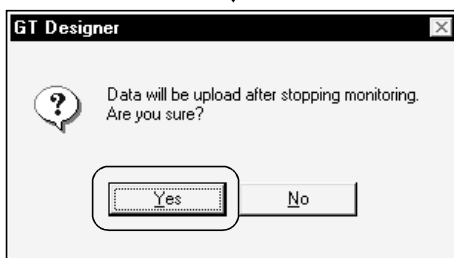 GT Designer
Data will be upload after stopping monitoring.
Are you sure?
Yes No